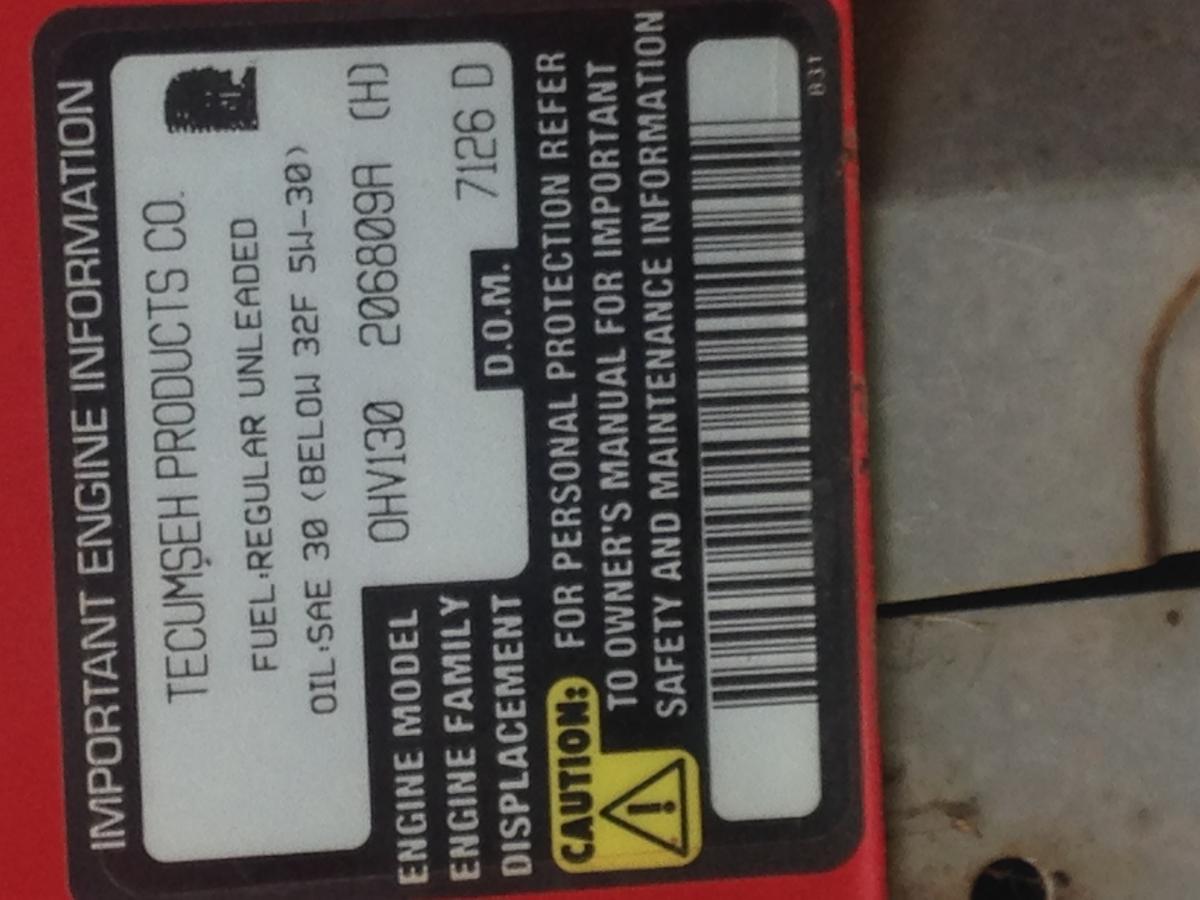 IMPORTANT ENGINE INFORMATION
TECUMSEH PRODUCTS CO.
FUEL:REGULAR UNLEADED
OIL:SAE 30 (BELOW 32F 5W-30)
ENGINE MODEL OHV130 206809A (H)
ENGINE FAMILY
DISPLACEMENT D.O.M. 7126 D
CAUTION: FOR PERSONAL PROTECTION REFER
TO OWNER'S MANUAL FOR IMPORTANT
SAFETY AND MAINTENANCE INFORMATION
831